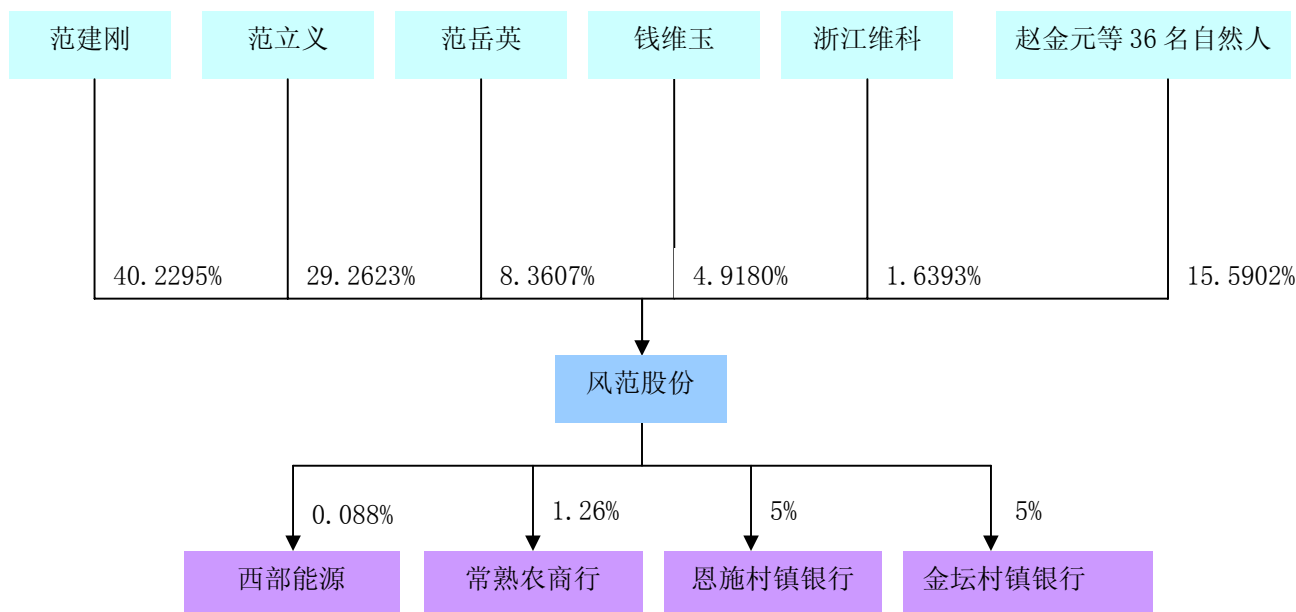 范建刚
范立义
范岳英
钱维玉
浙江维科
赵金元等 36 名自然人
40.2295%
29.2623%
8.3607%
4.9180%
1.6393%
15.5902%
风范股份
0.088%
1.26%
5%
5%
西部能源
常熟农商行
恩施村镇银行
金坛村镇银行